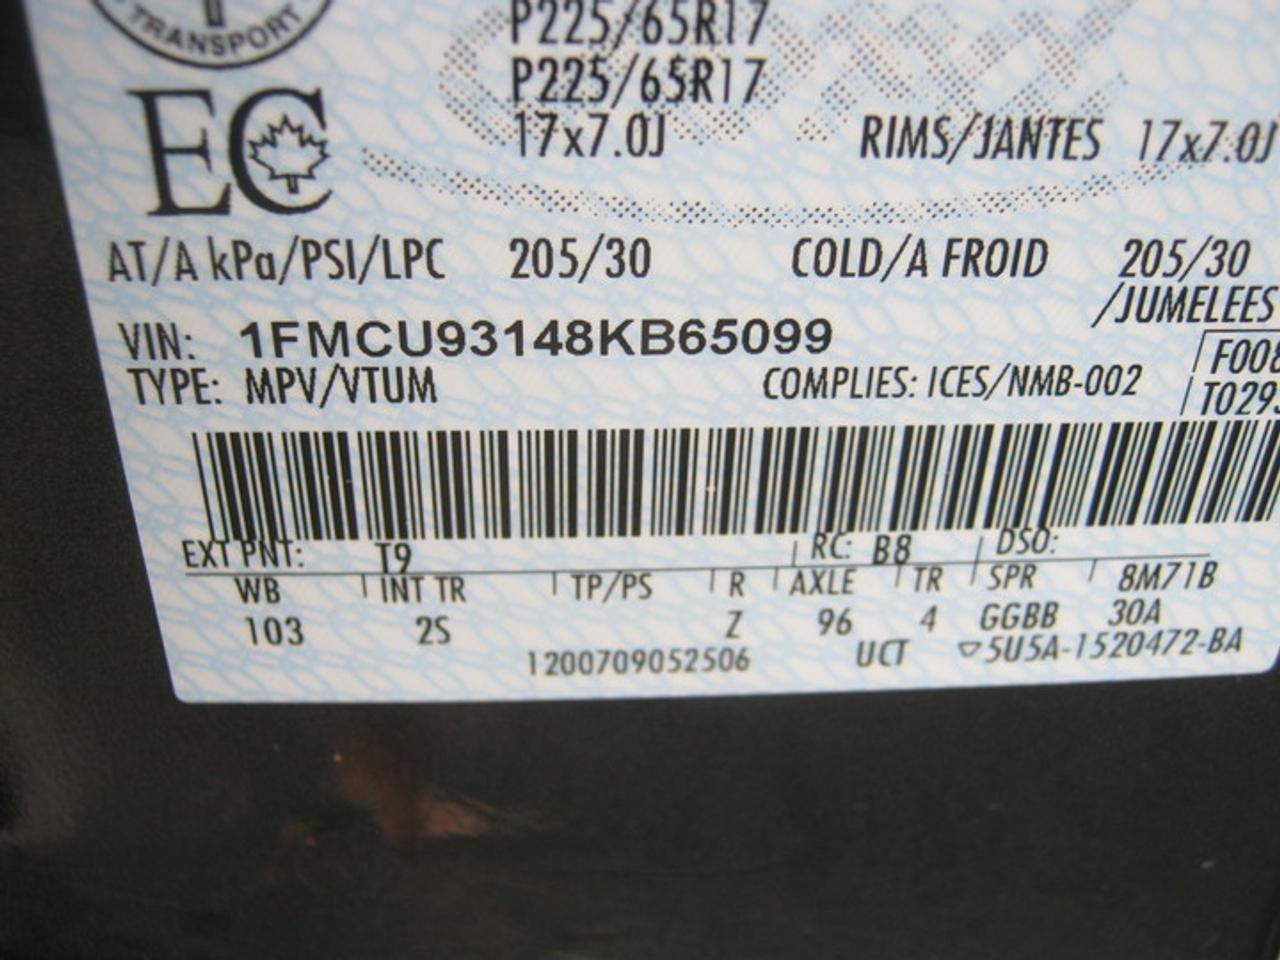 TRANSPORT
P225/65R17
P225/65R17
EC
17x7.0J RIMS/JANTES 17x7.0J
AT/A kPa/PSI/LPC 205/30 COLD/A FROID 205/30
/JUMELEES
VIN: 1FMCU93148KB65099
F008
TYPE: MPV/VTUM COMPLIES: ICES/NMB-002
T0293
EXT PNT: T9 RC: B8 DSO:
WB INT TR TP/PS R AXLE TR SPR 8M71B
103 2S Z 96 4 GGBB 30A
1200709052506 UCT ▽5U5A-1520472-BA